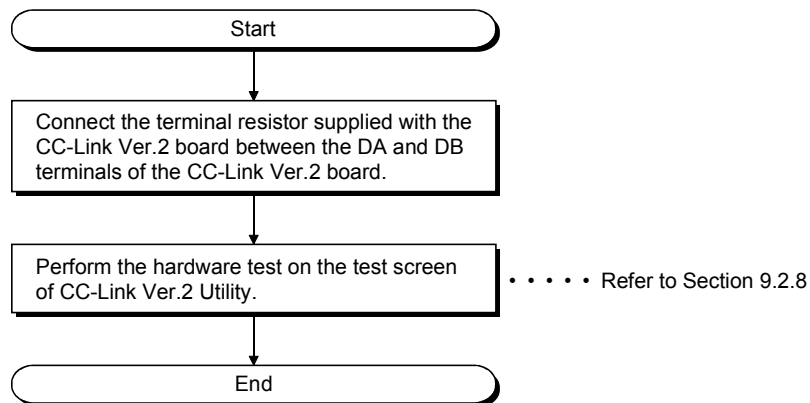 Start
Connect the terminal resistor supplied with the
CC-Link Ver.2 board between the DA and DB
terminals of the CC-Link Ver.2 board.
Perform the hardware test on the test screen
of CC-Link Ver.2 Utility.
• • • • • Refer to Section 9.2.8
End